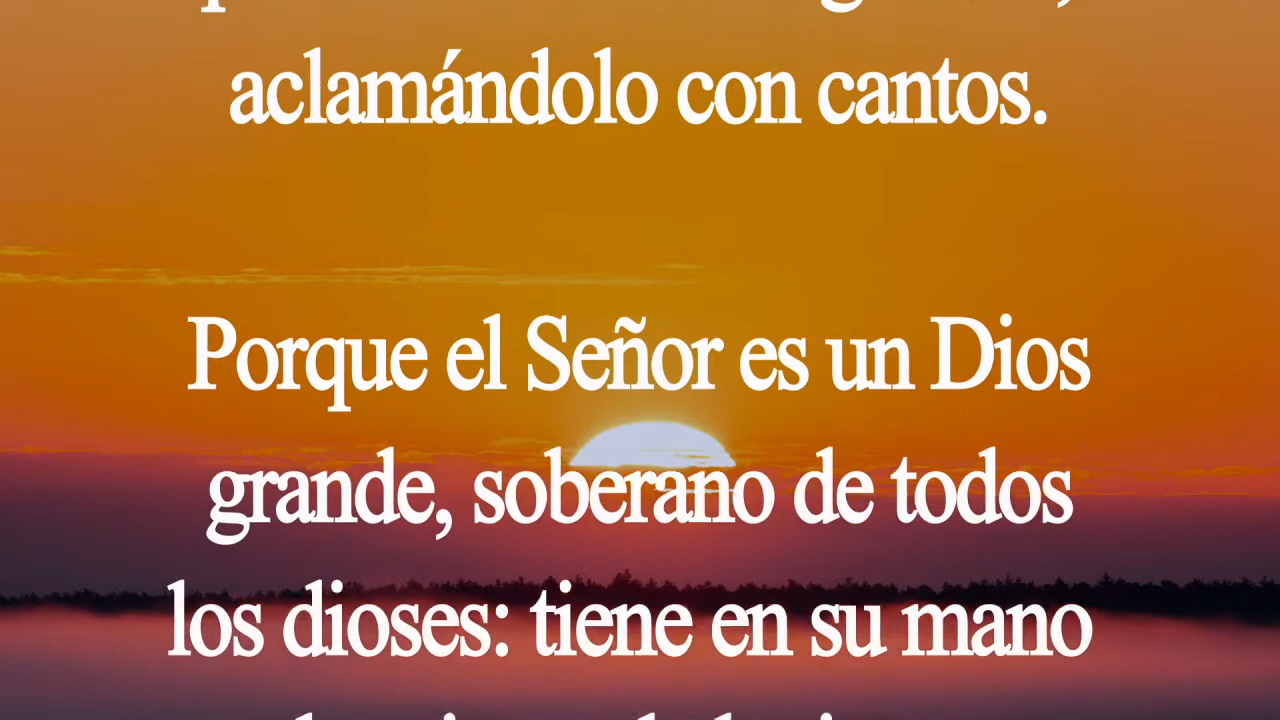 aclamándolo con cantos.
Porque el Señor es un Dios
grande, soberano de todos
los dioses: tiene en su mano